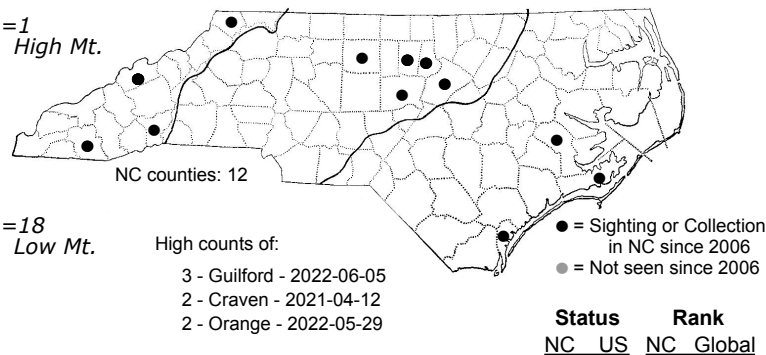 =1
High Mt.
NC counties: 12
=18
Low Mt.
High counts of:
3 - Guilford - 2022-06-05
2 - Craven - 2021-04-12
2 - Orange - 2022-05-29
● = Sighting or Collection
in NC since 2006
● = Not seen since 2006
Status Rank
NC US NC Global